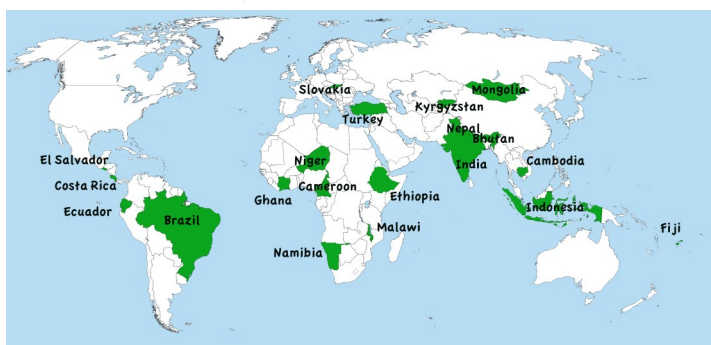 Slovakia
Mongolia
Kyrgyzstan
Turkey
Nepal
Bhutan
El Salvador
Niger
India
Cambodia
Costa Rica
Cameroon
Ghana
Ethiopia
Ecuador
Brazil
Indonesia
Malawi
Fiji
Namibia